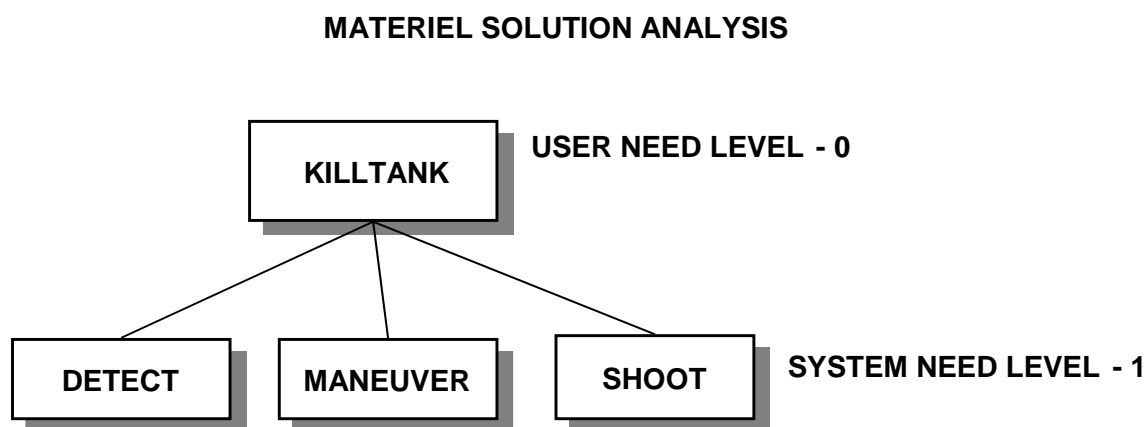 MATERIEL SOLUTION ANALYSIS
USER NEED LEVEL - 0
KILLTANK
DETECT
MANEUVER
SHOOT
SYSTEM NEED LEVEL - 1